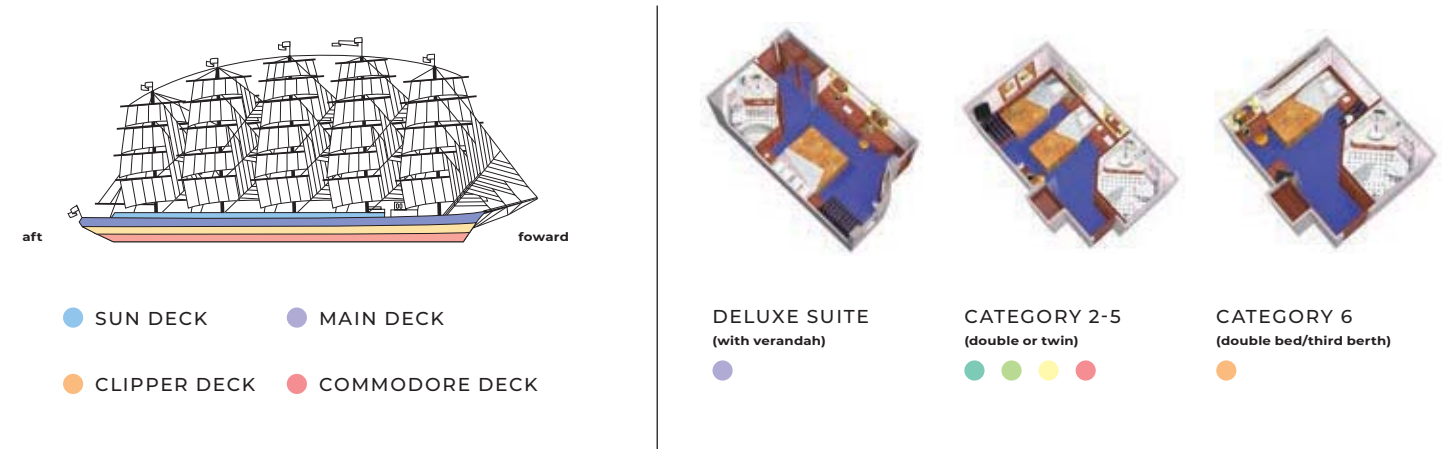 aft
foward
SUN DECK
MAIN DECK
CLIPPER DECK
COMMODORE DECK
DELUXE SUITE
(with verandah)
CATEGORY 2-5
(double or twin)
CATEGORY 6
(double bed/third berth)